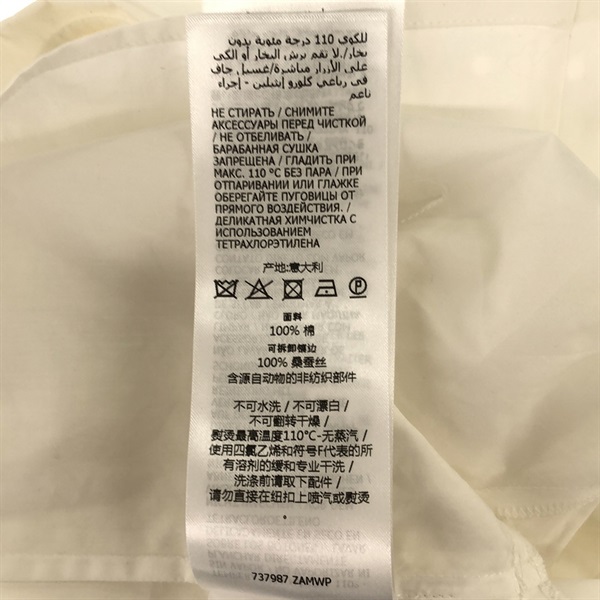 للكوي 110 درجة مئوية بدون
بخار/.لا تقم برش البخار أو الكي
على الأزرار مباشرة/غسيل جاف
في رباعي كلورو إيثيلين - إجراء
ناعم
НЕ СТИРАТЬ / СНИМИТЕ
АКСЕССУАРЫ ПЕРЕД ЧИСТКОЙ
/ НЕ ОТБЕЛИВАТЬ /
БАРАБАННАЯ СУШКА
ЗАПРЕЩЕНА / ГЛАДИТЬ ПРИ
МАКС. 110 °C БЕЗ ПАРА / ПРИ
ОТПАРИВАНИИ ИЛИ ГЛАЖКЕ
ОБЕРЕГАЙТЕ ПУГОВИЦЫ ОТ
ПРЯМОГО ВОЗДЕЙСТВИЯ. /
ДЕЛИКАТНАЯ ХИМЧИСТКА С
ИСПОЛЬЗОВАНИЕМ
ТЕТРАХЛОРЭТИЛЕНА
产地:意大利
P
面料
100% 棉
可拆卸镶边
100% 桑蚕丝
含源自动物的非纺织部件
不可水洗 / 不可漂白 /
不可翻转干燥 /
熨烫最高温度110°C-无蒸汽 /
使用四氯乙烯和符号F代表的所
有溶剂的缓和专业干洗 /
洗涤前请取下配件 /
请勿直接在纽扣上喷汽或熨烫
737987 ZAMWP